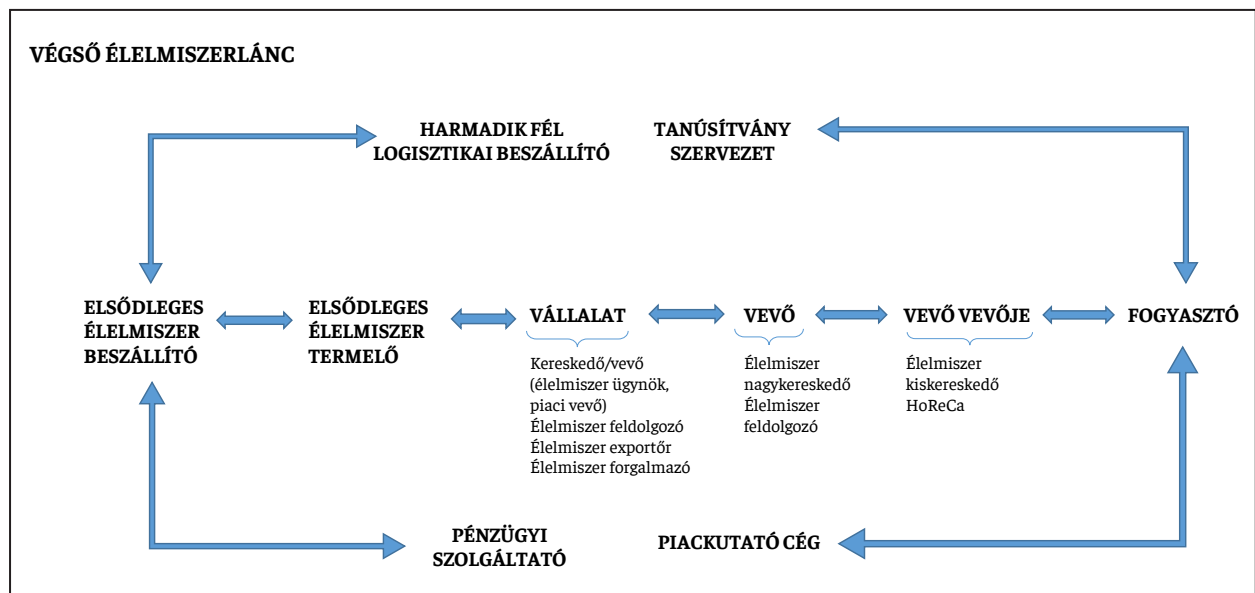 VÉGSŐ ÉLELMISZERLÁNC
HARMADIK FÉL
LOGISZTIKAI BESZÁLLÍTÓ
TANÚSÍTVÁNY
SZERVEZET
ELSŐDLEGES
ÉLELMISZER
BESZÁLLÍTÓ
ELSŐDLEGES
ÉLELMISZER
TERMELŐ
VÁLLALAT
Kereskedő/vevő
(élelmiszer ügynök,
piaci vevő)
Élelmiszer feldolgozó
Élelmiszer exportőr
Élelmiszer forgalmazó
VEVŐ
Élelmiszer
nagykereskedő
Élelmiszer
feldolgozó
VEVŐ VEVŐJE
Élelmiszer
kiskereskedő
HoReCa
FOGYASZTÓ
PÉNZÜGYI
SZOLGÁLTATÓ
PIACKUTATÓ CÉG